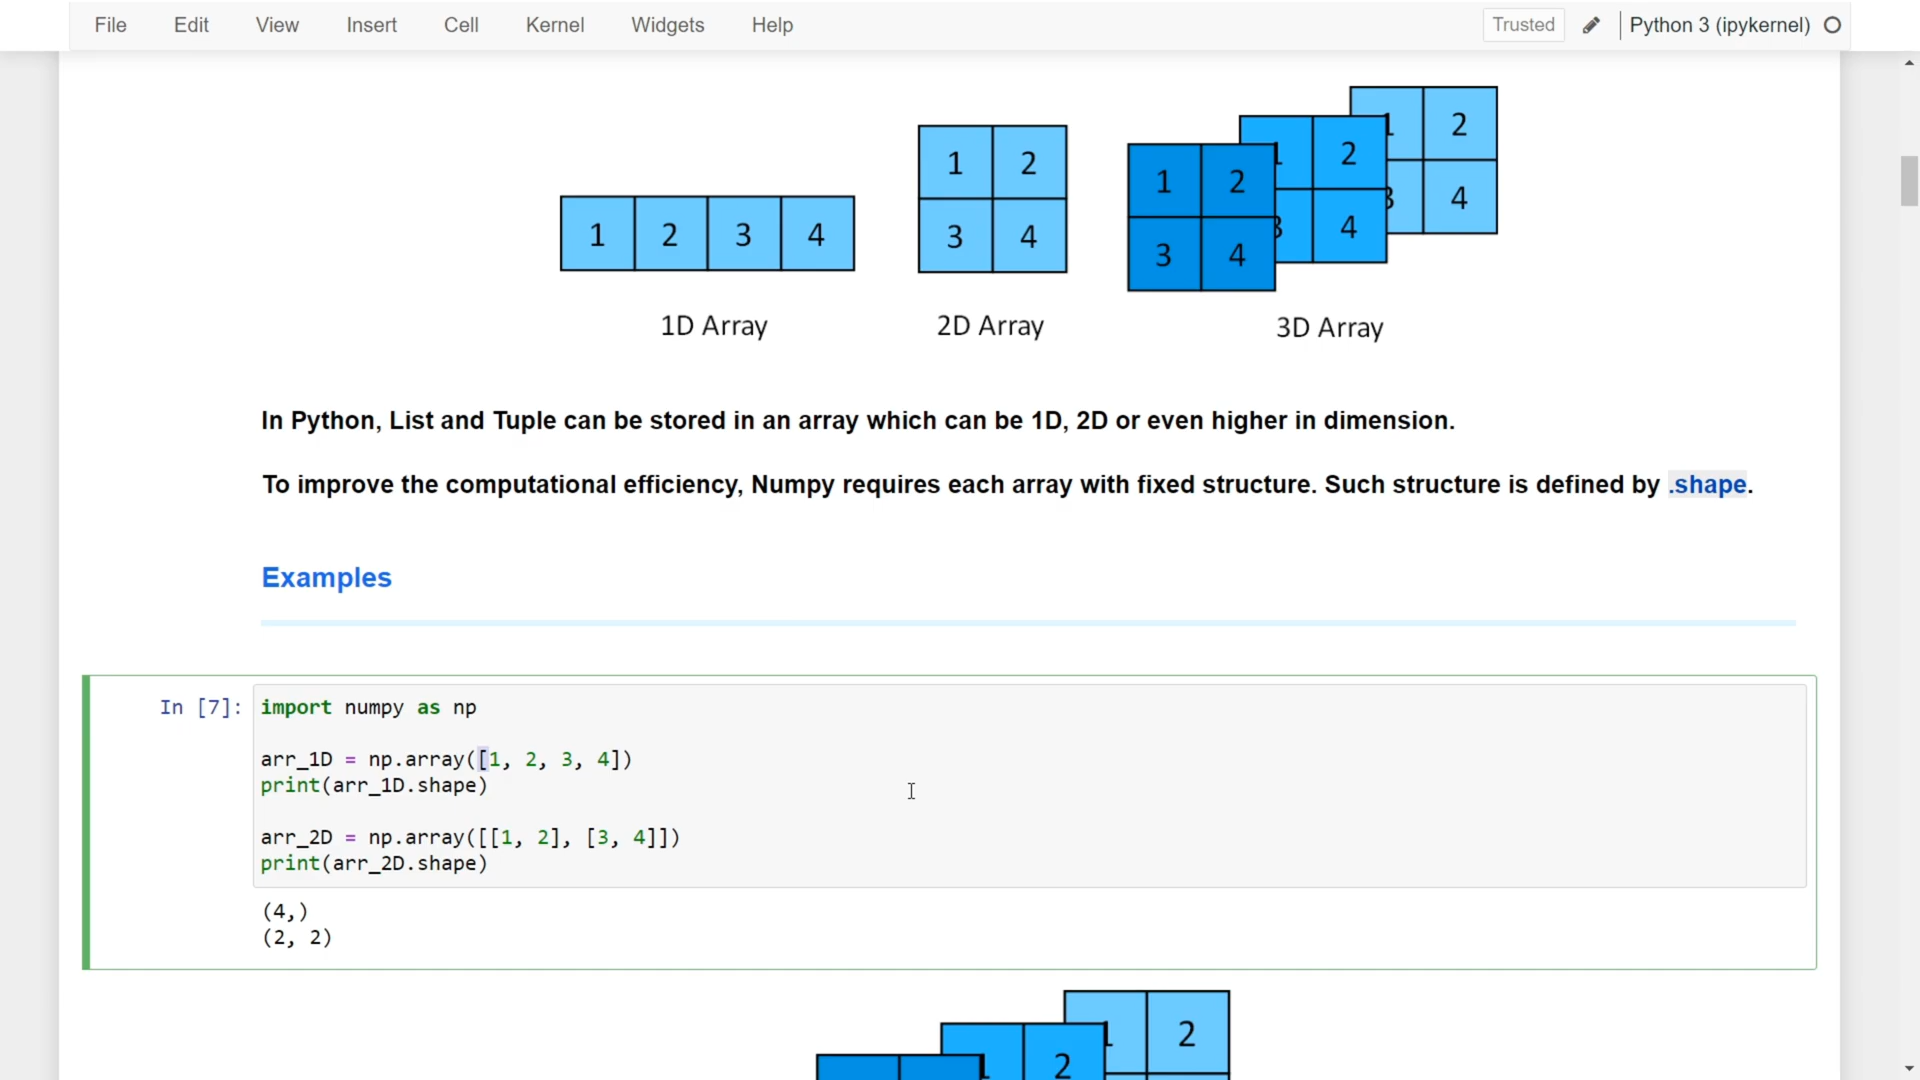 File Edit View Insert Cell Kernel Widgets Help Trusted Python 3 (ipykernel)
1 2
1 2 1 2
1 2
3 4
1 2 3 4 3 4
3 4
3 4
1D Array 2D Array 3D Array
In Python, List and Tuple can be stored in an array which can be 1D, 2D or even higher in dimension.
To improve the computational efficiency, Numpy requires each array with fixed structure. Such structure is defined by .shape.
Examples
In [7]: import numpy as np
arr_1D = np.array([1, 2, 3, 4])
print(arr_1D.shape)
arr_2D = np.array([[1, 2], [3, 4]])
print(arr_2D.shape)
(4,)
(2, 2)
1 2
1 2